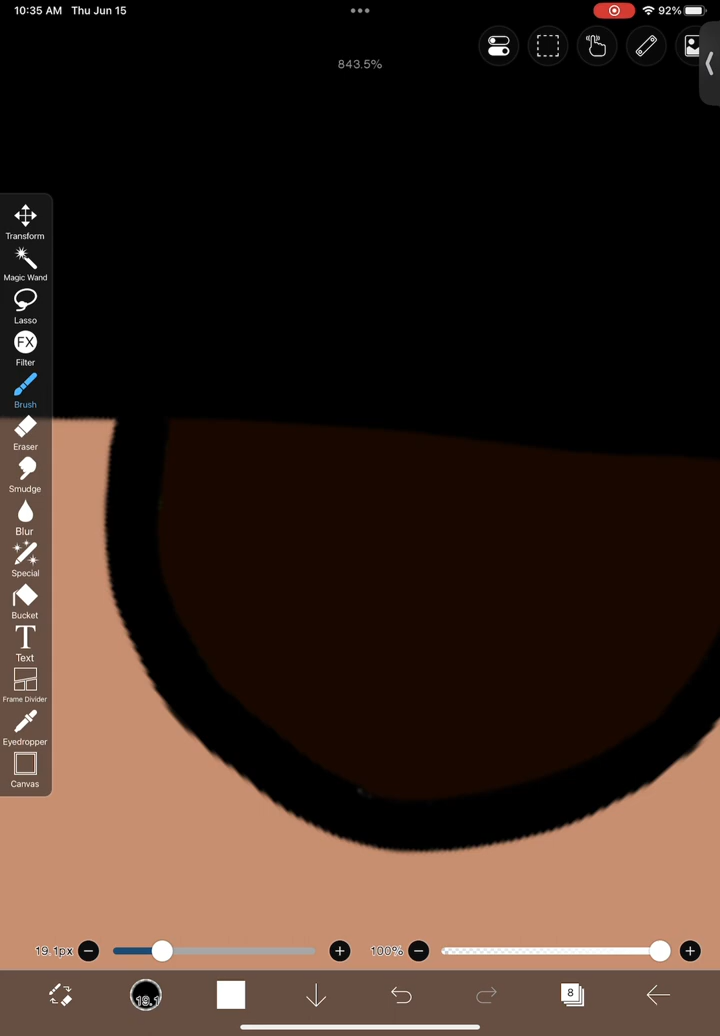 10:35 AM Thu Jun 15
92%
843.5%
Transform
Magic Wand
Lasso
FX
Filter
Brush
Eraser
Smudge
Blur
Special
Bucket
T
Text
Frame Divider
Eyedropper
Canvas
19.1px
100%
19.1
8